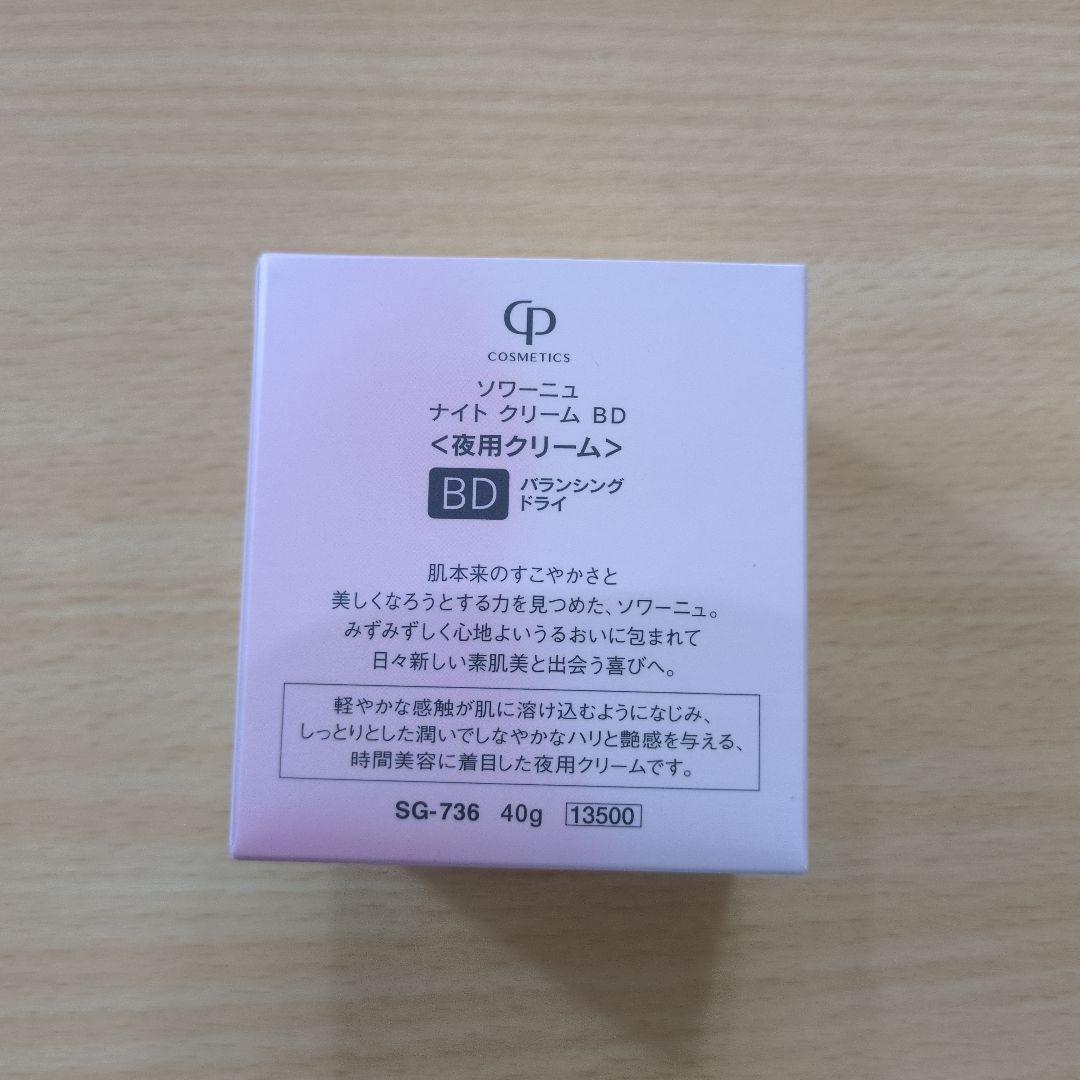 CP
COSMETICS
ソワーニュ
ナイト クリーム BD
<夜用クリーム>
BD バランシング
ドライ
肌本来のすこやかさと
美しくなろうとする力を見つめた、ソワーニュ。
みずみずしく心地よいうるおいに包まれて
日々新しい素肌美と出会う喜びへ。
軽やかな感触が肌に溶け込むようになじみ、
しっとりとした潤いでしなやかなハリと艶感を与える、
時間美容に着目した夜用クリームです。
SG-736 40g 13500